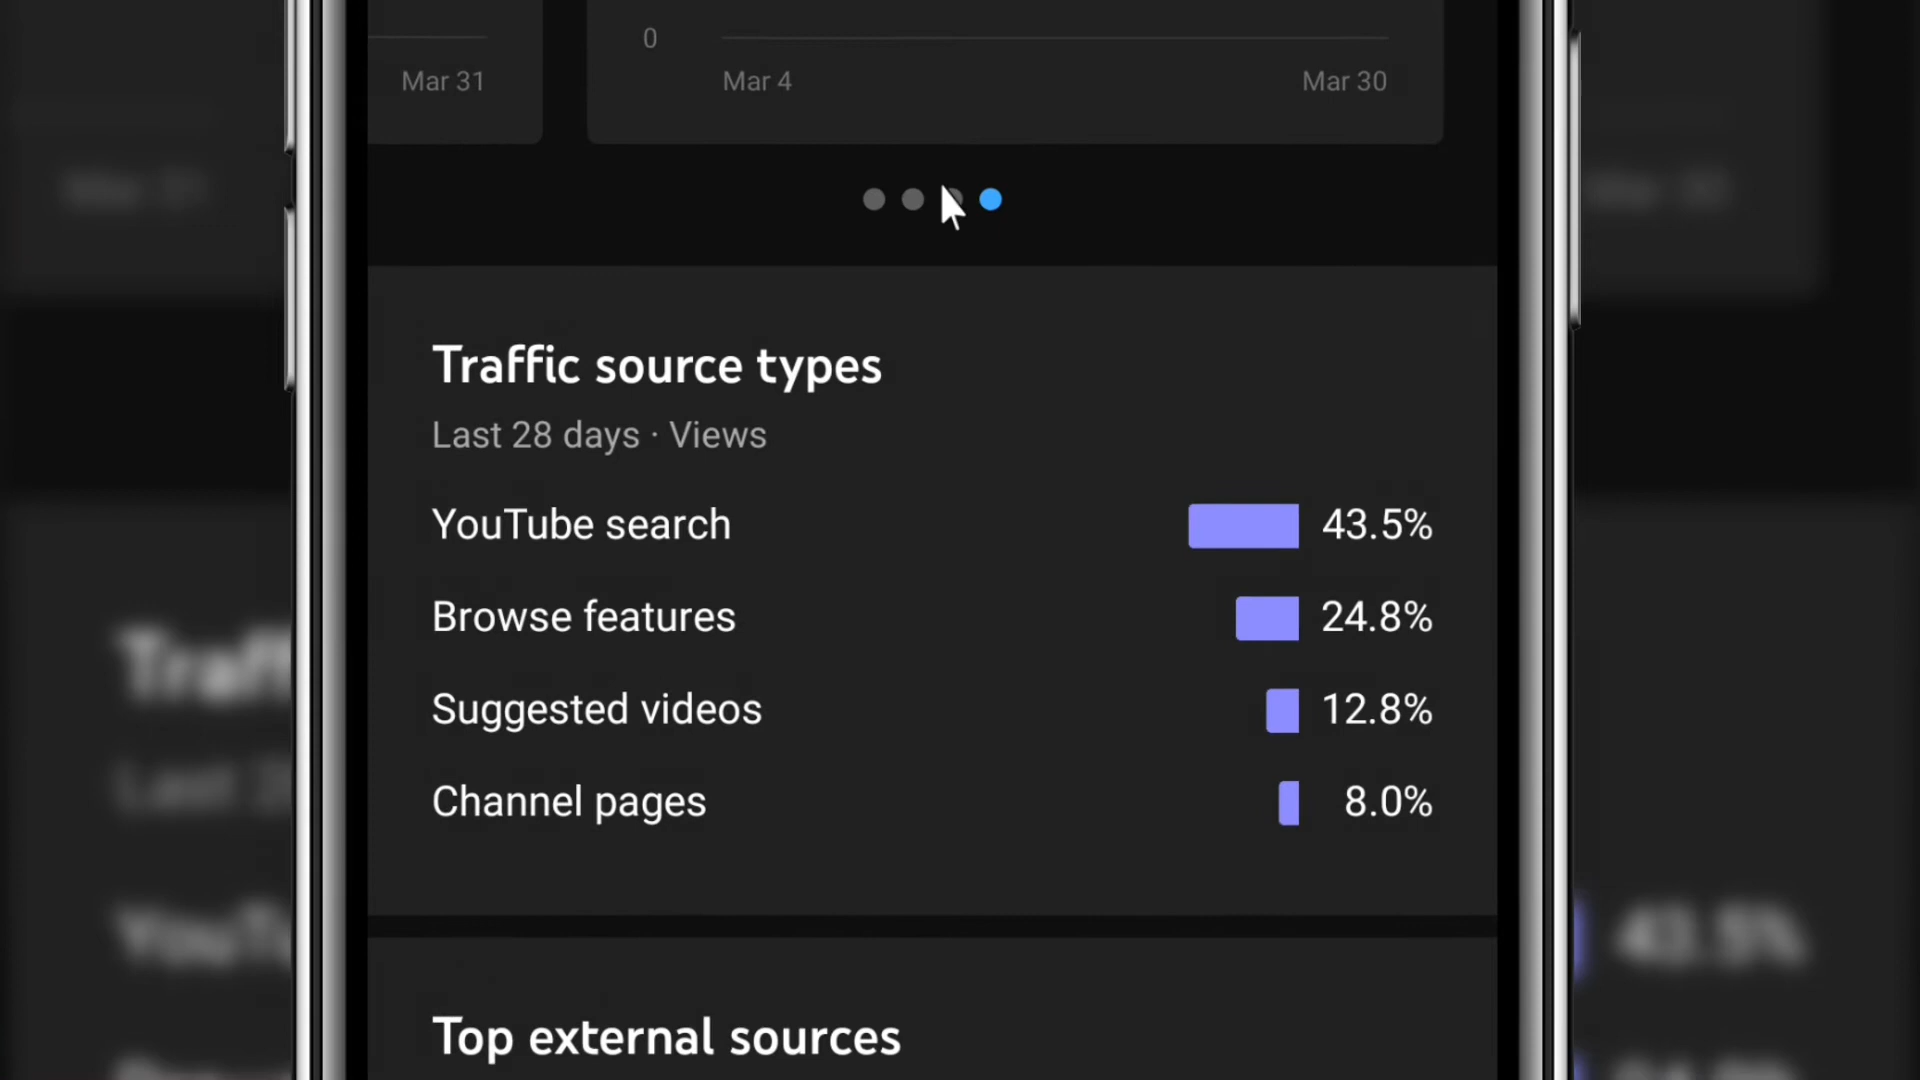 0
Mar 31
Mar 4
Mar 30
Traffic source types
Last 28 days · Views
YouTube search 43.5%
Browse features 24.8%
Suggested videos 12.8%
Channel pages 8.0%
Top external sources